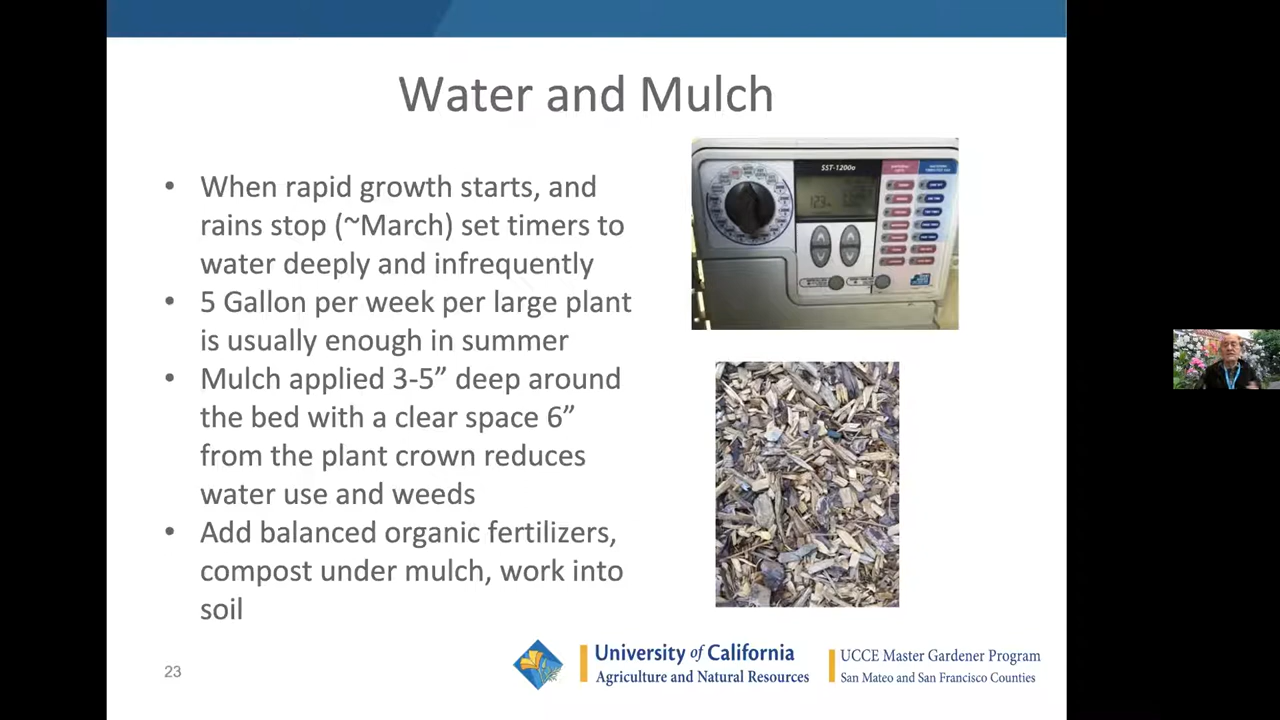 Water and Mulch
• When rapid growth starts, and
rains stop (~March) set timers to
water deeply and infrequently
• 5 Gallon per week per large plant
is usually enough in summer
• Mulch applied 3-5” deep around
the bed with a clear space 6”
from the plant crown reduces
water use and weeds
• Add balanced organic fertilizers,
compost under mulch, work into
soil
SST-1200o
23
University of California
Agriculture and Natural Resources
UCCE Master Gardener Program
San Mateo and San Francisco Counties